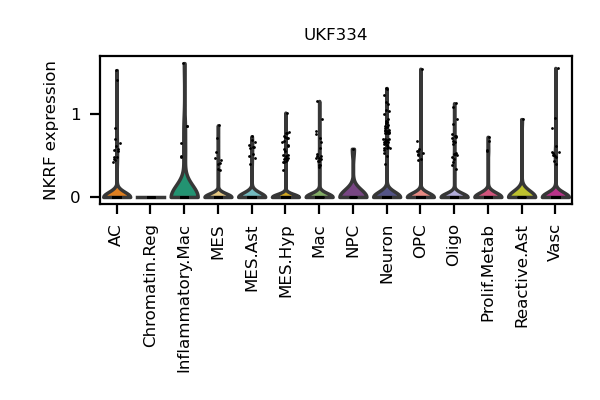 UKF334
NKRF expression
1
0
AC
Chromatin.Reg
Inflammatory.Mac
MES
MES.Ast
MES.Hyp
Mac
NPC
Neuron
OPC
Oligo
Prolif.Metab
Reactive.Ast
Vasc